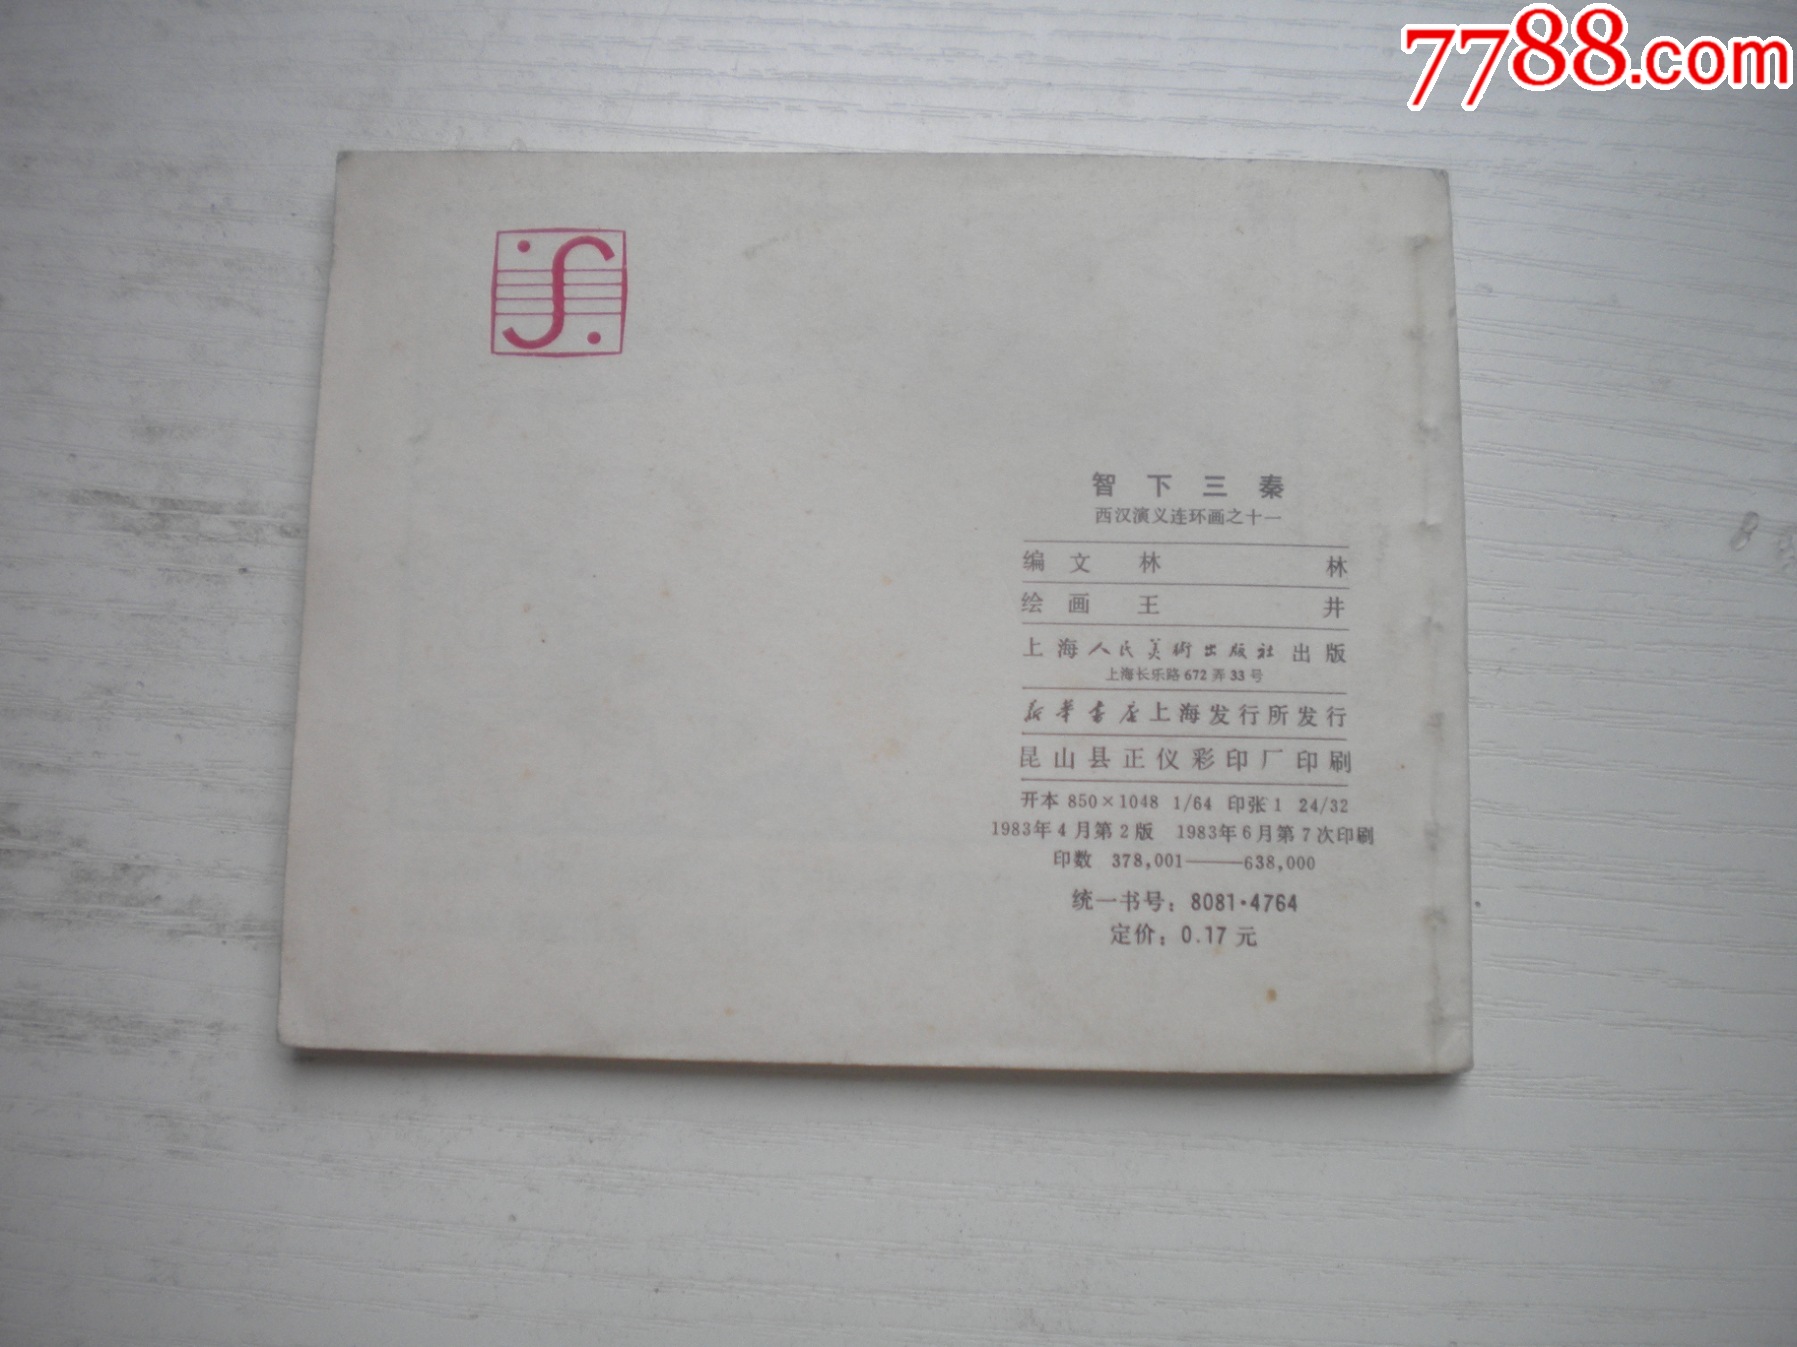 7788.com
智下三秦
西汉演义连环画之十一
编文 林林
绘画 王井
上海人民美術出版社出版
上海长乐路672弄33号
新华书店上海发行所发行
昆山县正仪彩印厂印刷
开本 850×1048 1/64 印张1 24/32
1983年4月第2版 1983年6月第7次印刷
印数 378,001——638,000
统一书号：8081·4764
定价：0.17元